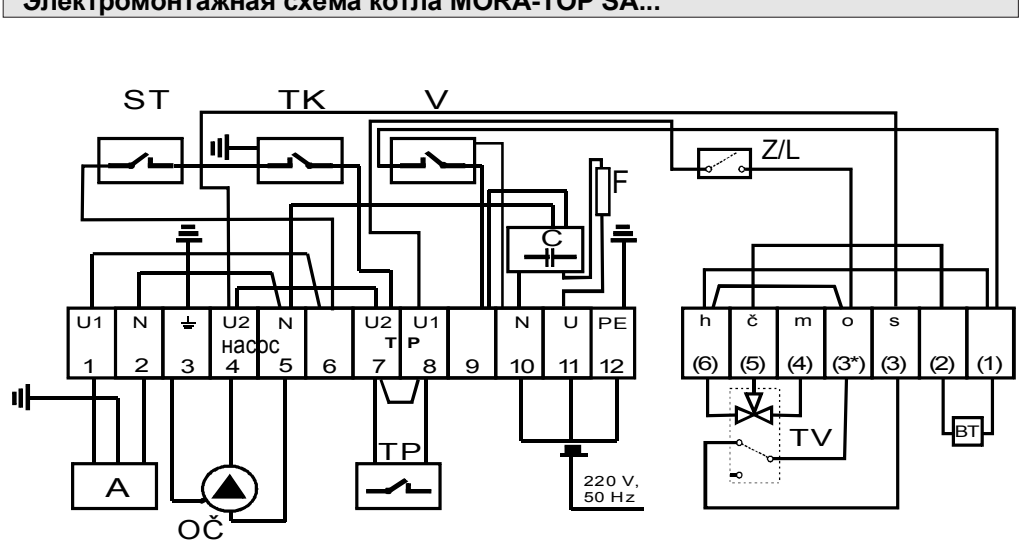 Электромонтажная схема котла MORA-TOP SA...
ST TK V
Z/L
F
C
U1 N U2 N U2 U1 N U PE
насос Т Р
1 2 3 4 5 6 7 8 9 10 11 12
h č m o s
(6) (5) (4) (3*) (3) (2) (1)
TV
BT
TP
A
OČ
220 V,
50 Hz